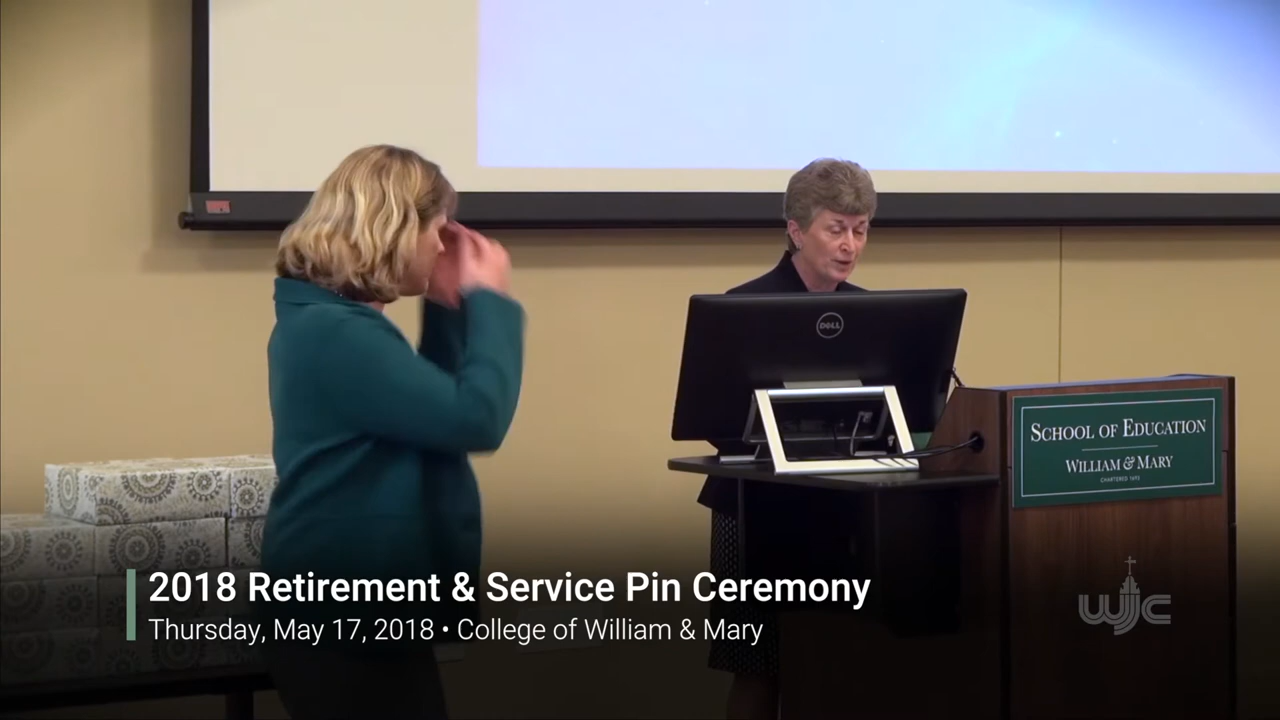 DELL
SCHOOL OF EDUCATION
WILLIAM & MARY
CHARTERED 1693
2018 Retirement & Service Pin Ceremony
Thursday, May 17, 2018 • College of William & Mary
WJCC